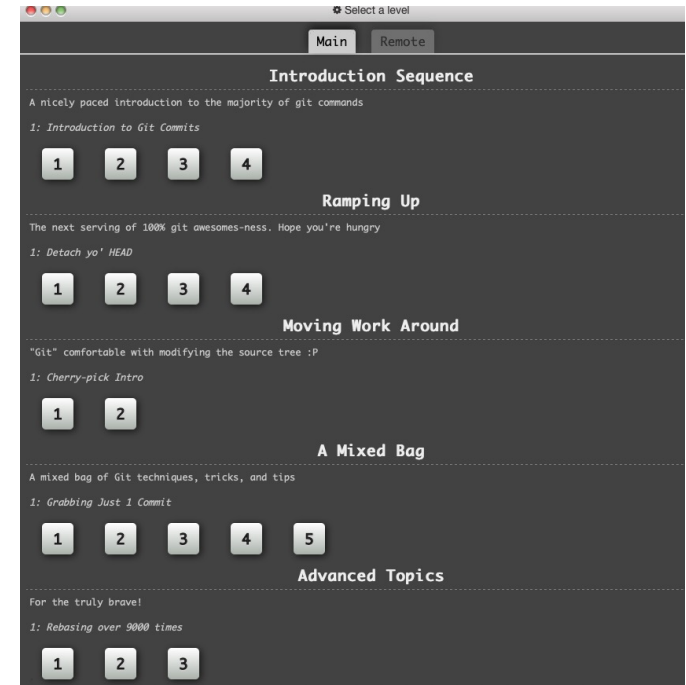 Select a level
Main Remote
Introduction Sequence
A nicely paced introduction to the majority of git commands
1: Introduction to Git Commits
1 2 3 4
Ramping Up
The next serving of 100% git awesomes-ness. Hope you're hungry
1: Detach yo' HEAD
1 2 3 4
Moving Work Around
"Git" comfortable with modifying the source tree :P
1: Cherry-pick Intro
1 2
A Mixed Bag
A mixed bag of Git techniques, tricks, and tips
1: Grabbing Just 1 Commit
1 2 3 4 5
Advanced Topics
For the truly brave!
1: Rebasing over 9000 times
1 2 3